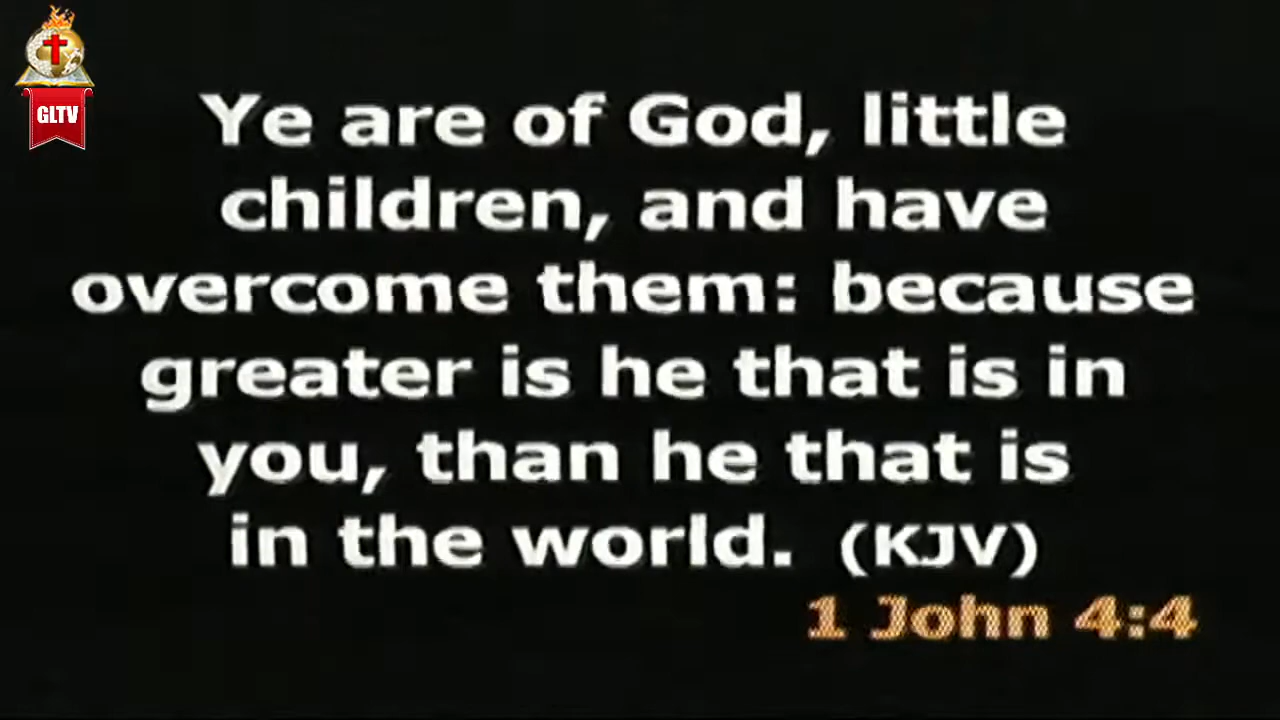 GLTV
Ye are of God, little
children, and have
overcome them: because
greater is he that is in
you, than he that is
in the world. (KJV)
1 John 4:4